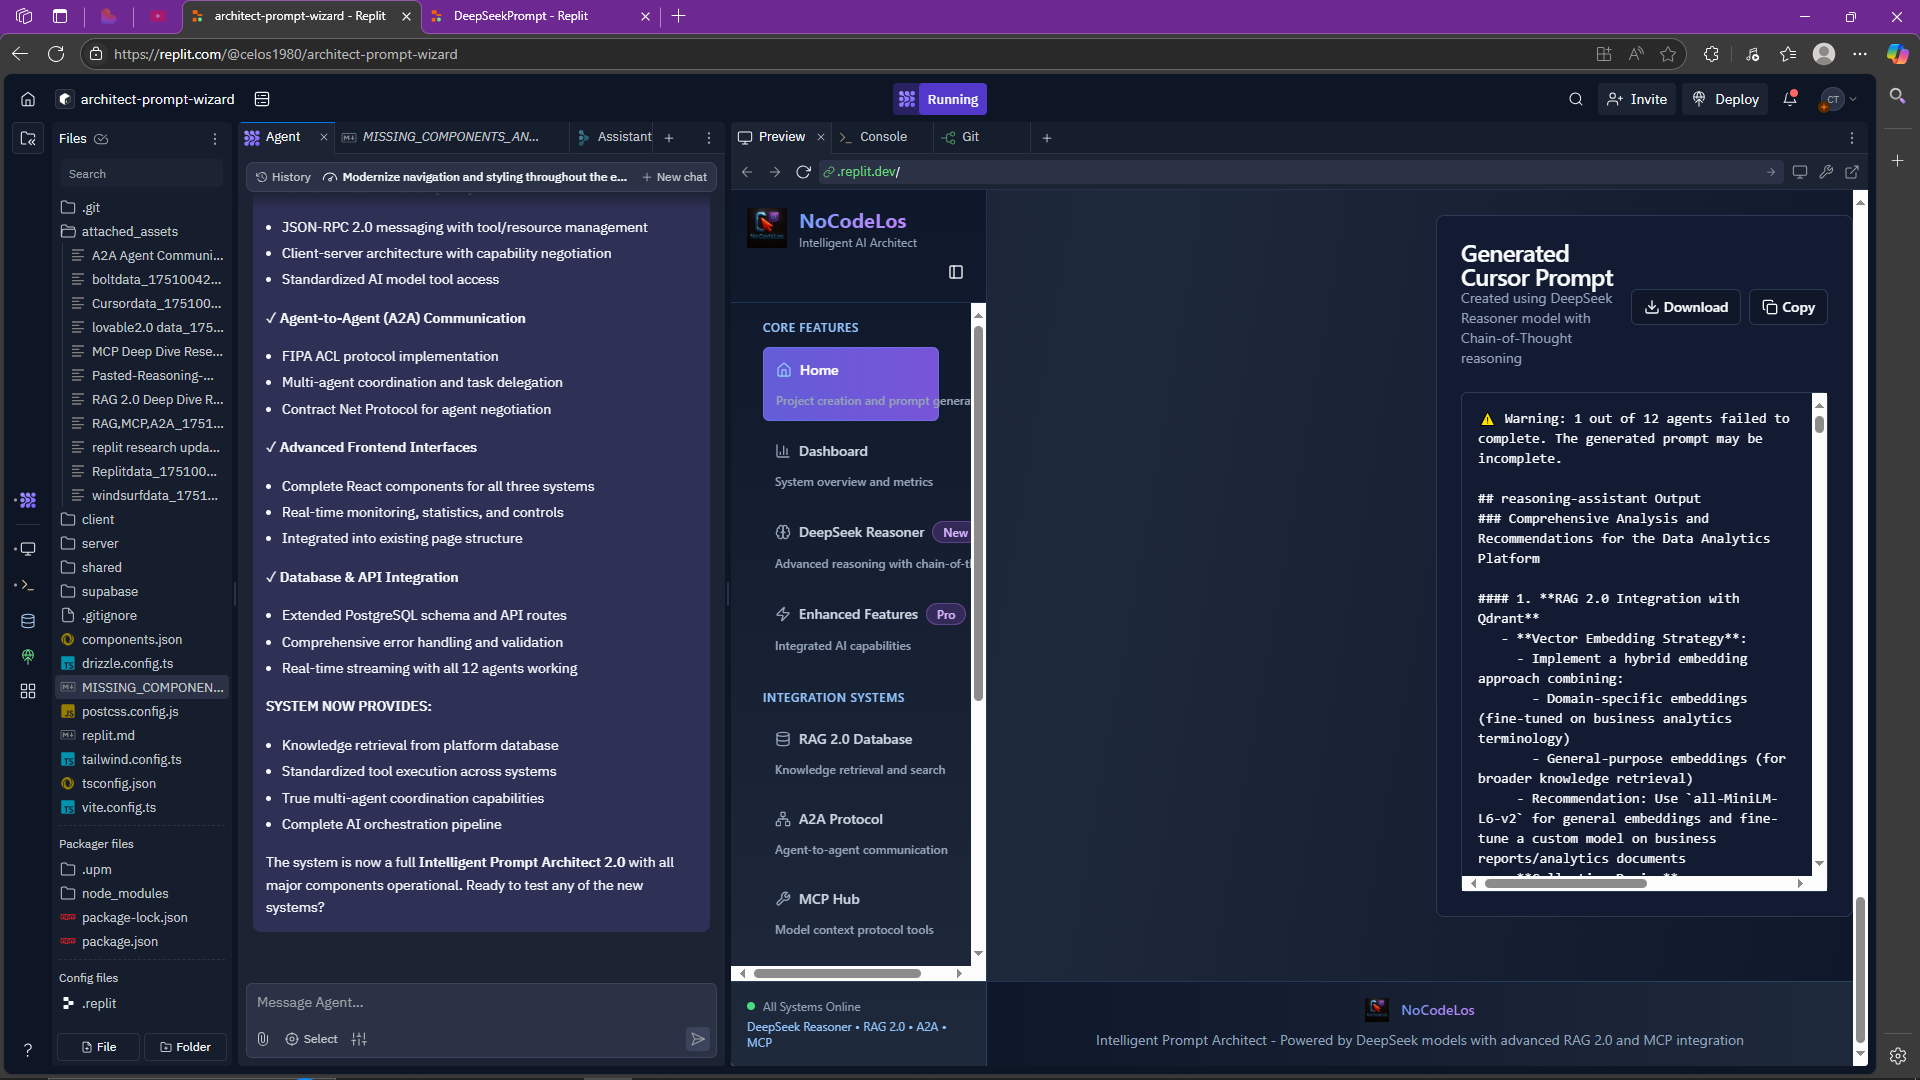 architect-prompt-wizard - Replit
DeepSeekPrompt - Replit
https://replit.com/@celos1980/architect-prompt-wizard
architect-prompt-wizard
Running
Invite
Deploy
CT
Files
Search
.git
attached_assets
A2A Agent Communi...
boltdata_17510042...
Cursordata_175100...
lovable2.0 data_175...
MCP Deep Dive Rese...
Pasted-Reasoning-...
RAG 2.0 Deep Dive R...
RAG,MCP,A2A_1751...
replit research upda...
Replitdata_175100...
windsurfdata_1751...
client
server
shared
supabase
.gitignore
components.json
drizzle.config.ts
MISSING_COMPONEN...
postcss.config.js
replit.md
tailwind.config.ts
tsconfig.json
vite.config.ts
Packager files
.upm
node_modules
package-lock.json
package.json
Config files
.replit
File
Folder
Agent
MISSING_COMPONENTS_AN...
Assistant
History
Modernize navigation and styling throughout the e...
New chat
• JSON-RPC 2.0 messaging with tool/resource management
• Client-server architecture with capability negotiation
• Standardized AI model tool access
✓ Agent-to-Agent (A2A) Communication
• FIPA ACL protocol implementation
• Multi-agent coordination and task delegation
• Contract Net Protocol for agent negotiation
✓ Advanced Frontend Interfaces
• Complete React components for all three systems
• Real-time monitoring, statistics, and controls
• Integrated into existing page structure
✓ Database & API Integration
• Extended PostgreSQL schema and API routes
• Comprehensive error handling and validation
• Real-time streaming with all 12 agents working
SYSTEM NOW PROVIDES:
• Knowledge retrieval from platform database
• Standardized tool execution across systems
• True multi-agent coordination capabilities
• Complete AI orchestration pipeline
The system is now a full Intelligent Prompt Architect 2.0 with all
major components operational. Ready to test any of the new
systems?
Message Agent...
Select
Preview
Console
Git
.replit.dev/
NoCodeLos
Intelligent AI Architect
CORE FEATURES
Home
Project creation and prompt genera
Dashboard
System overview and metrics
DeepSeek Reasoner New
Advanced reasoning with chain-of-t
Enhanced Features Pro
Integrated AI capabilities
INTEGRATION SYSTEMS
RAG 2.0 Database
Knowledge retrieval and search
A2A Protocol
Agent-to-agent communication
MCP Hub
Model context protocol tools
All Systems Online
DeepSeek Reasoner • RAG 2.0 • A2A •
MCP
Generated
Cursor Prompt
Created using DeepSeek
Reasoner model with
Chain-of-Thought
reasoning
Download
Copy
⚠ Warning: 1 out of 12 agents failed to
complete. The generated prompt may be
incomplete.
## reasoning-assistant Output
### Comprehensive Analysis and
Recommendations for the Data Analytics
Platform
#### 1. **RAG 2.0 Integration with
Qdrant**
- **Vector Embedding Strategy**:
- Implement a hybrid embedding
approach combining:
- Domain-specific embeddings
(fine-tuned on business analytics
terminology)
- General-purpose embeddings (for
broader knowledge retrieval)
- Recommendation: Use `all-MiniLM-
L6-v2` for general embeddings and fine-
tune a custom model on business
reports/analytics documents
NoCodeLos
Intelligent Prompt Architect - Powered by DeepSeek models with advanced RAG 2.0 and MCP integration